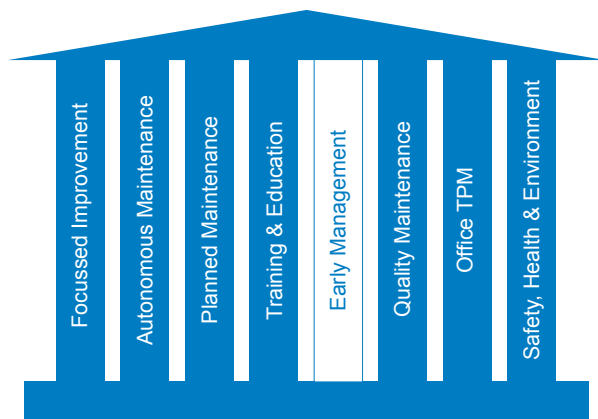 Focussed Improvement
Autonomous Maintenance
Planned Maintenance
Training & Education
Early Management
Quality Maintenance
Office TPM
Safety, Health & Environment